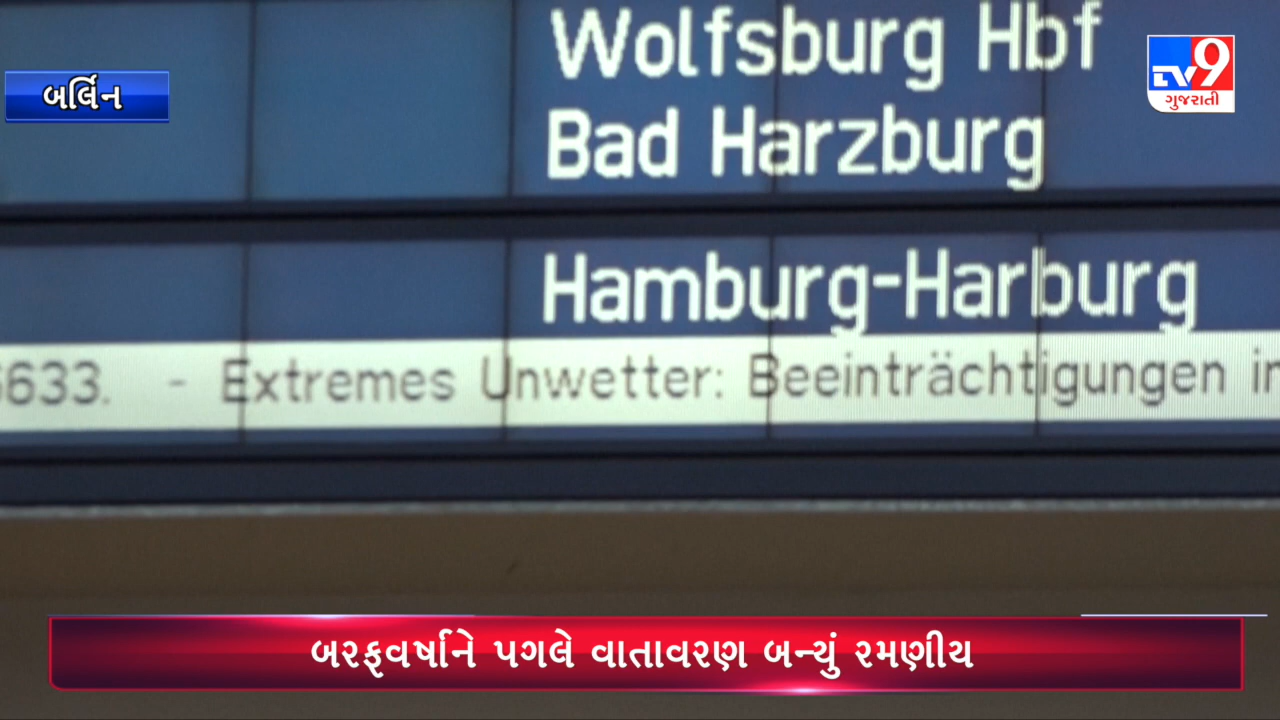 Wolfsburg Hbf
બર્લિન
TV9
ગુજરાતી
Bad Harzburg
Hamburg-Harburg
633. - Extremes Unwetter: Beeinträchtigungen
બરફવર્ષાને પગલે વાતાવરણ બન્યું રમણીય